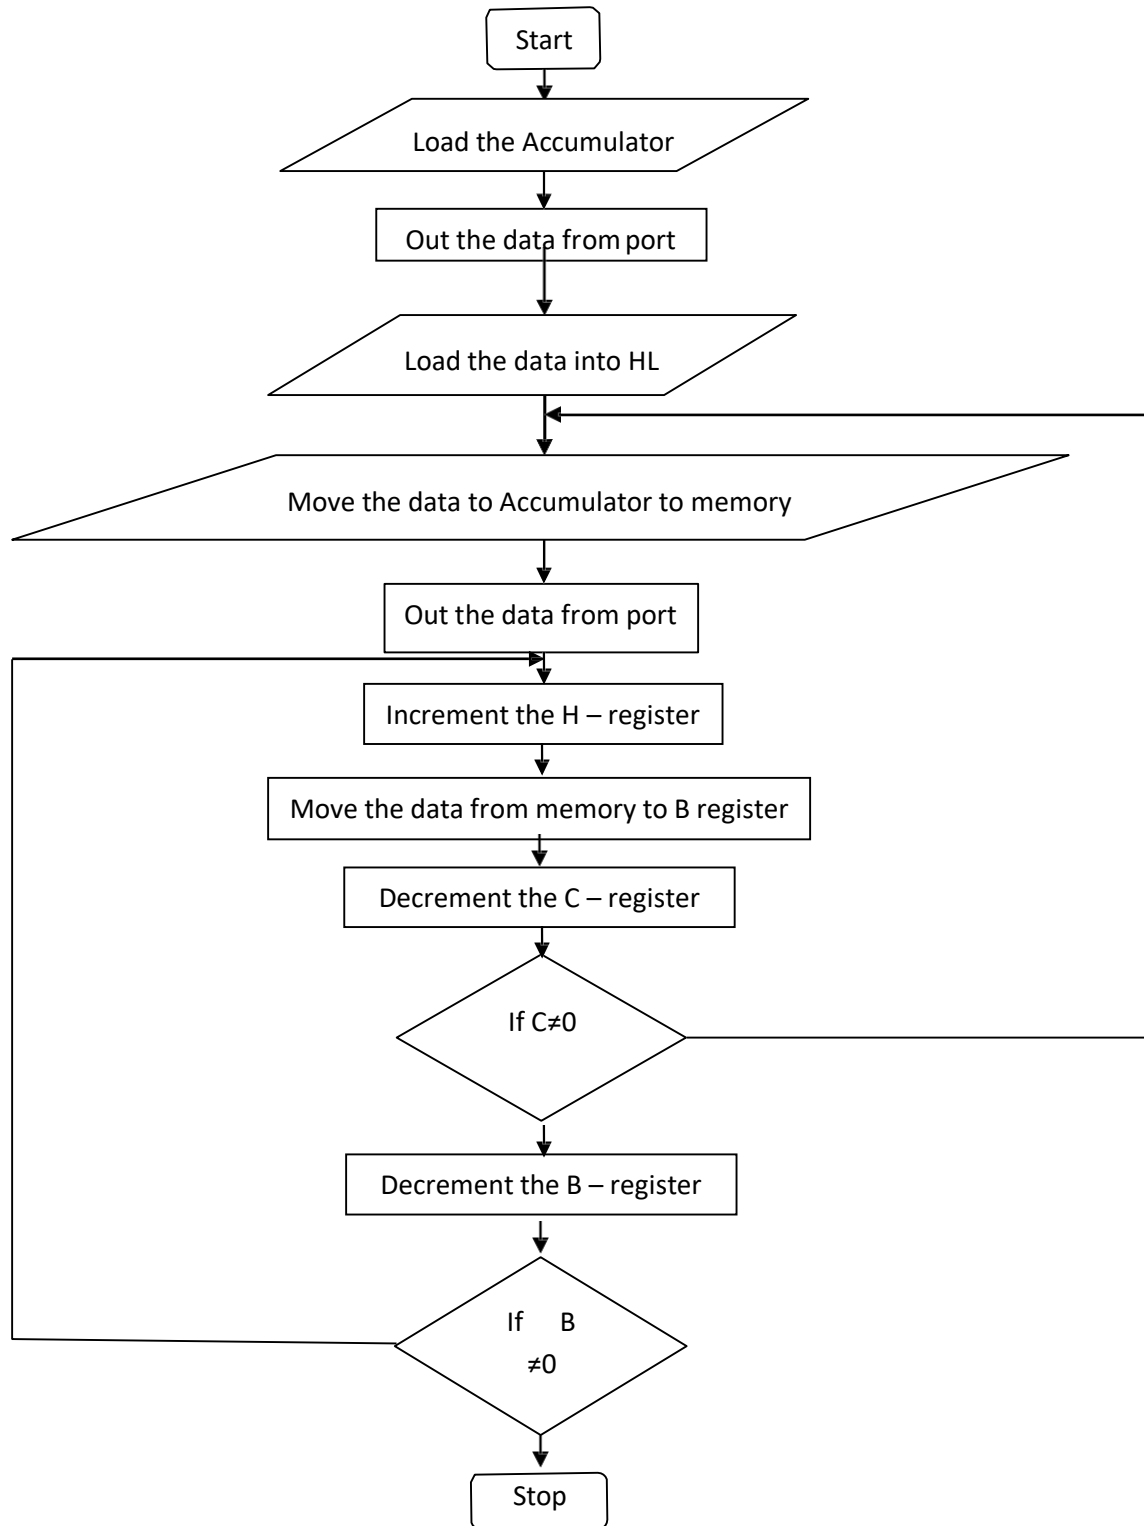 Start
Load the Accumulator
Out the data from port
Load the data into HL
Move the data to Accumulator to memory
Out the data from port
Increment the H – register
Move the data from memory to B register
Decrement the C – register
If C≠0
Decrement the B – register
If B
≠0
Stop